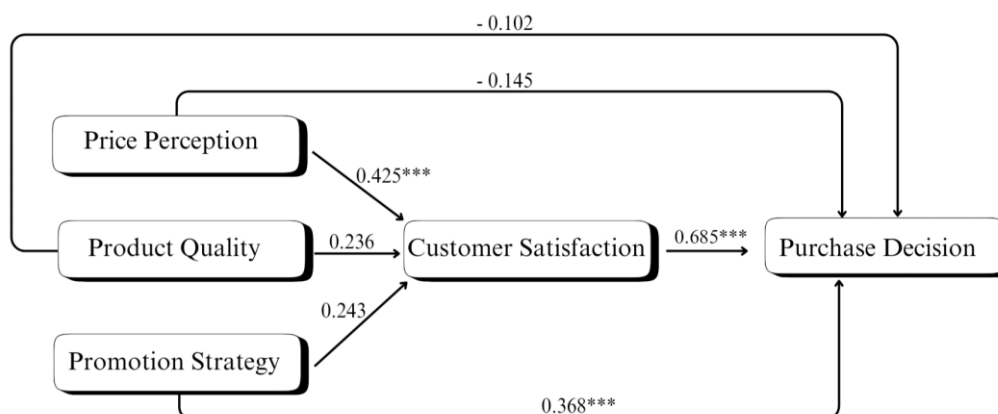 - 0.102
- 0.145
Price Perception
0.425***
Product Quality
0.236
Customer Satisfaction
0.685***
Purchase Decision
0.243
Promotion Strategy
0.368***